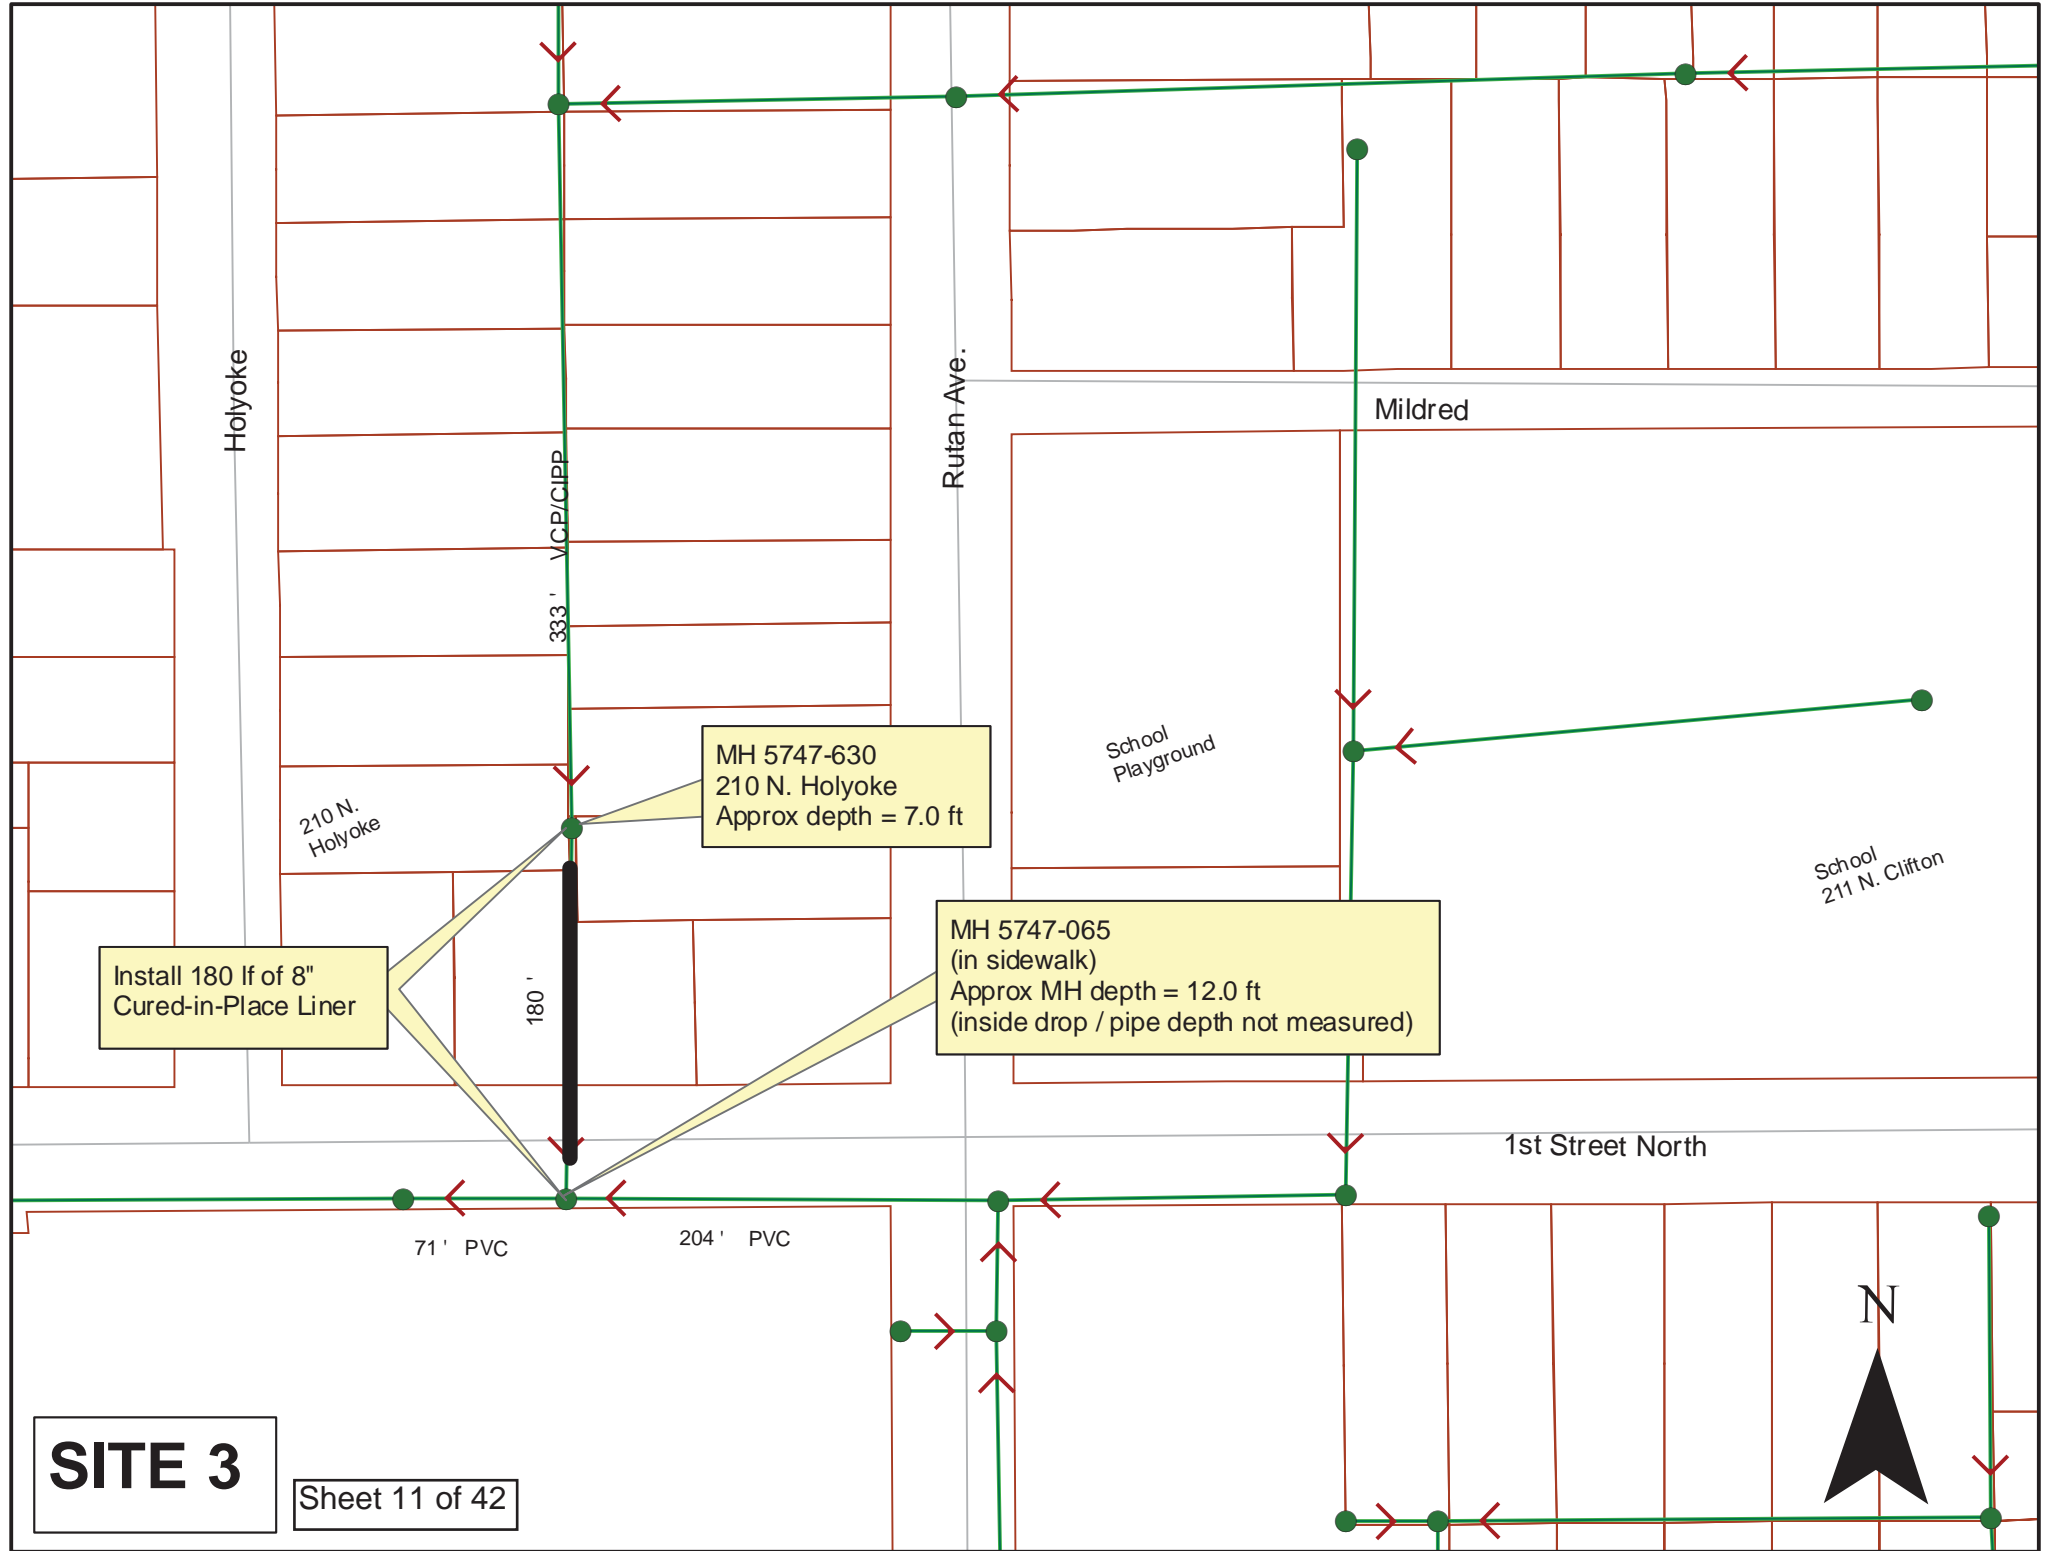 Holyoke
Rutan Ave.
Mildred
333 ' VCP/CIPP
MH 5747-630
210 N. Holyoke
Approx depth = 7.0 ft
School
Playground
210 N.
Holyoke
School
211 N. Clifton
MH 5747-065
(in sidewalk)
Approx MH depth = 12.0 ft
(inside drop / pipe depth not measured)
Install 180 lf of 8"
Cured-in-Place Liner
180 '
1st Street North
71 ' PVC
204 ' PVC
N
SITE 3
Sheet 11 of 42